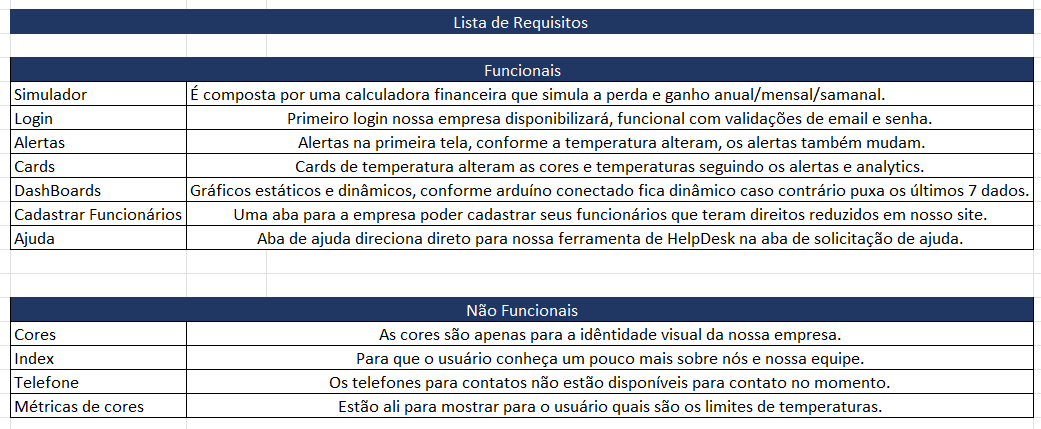 Lista de Requisitos
Funcionais
Simulador É composta por uma calculadora financeira que simula a perda e ganho anual/mensal/samanal.
Login Primeiro login nossa empresa disponibilizará, funcional com validações de email e senha.
Alertas Alertas na primeira tela, conforme a temperatura alteram, os alertas também mudam.
Cards Cards de temperatura alteram as cores e temperaturas seguindo os alertas e analytics.
DashBoards Gráficos estáticos e dinâmicos, conforme arduíno conectado fica dinâmico caso contrário puxa os últimos 7 dados.
Cadastrar Funcionários Uma aba para a empresa poder cadastrar seus funcionários que teram direitos reduzidos em nosso site.
Ajuda Aba de ajuda direciona direto para nossa ferramenta de HelpDesk na aba de solicitação de ajuda.
Não Funcionais
Cores As cores são apenas para a idêntidade visual da nossa empresa.
Index Para que o usuário conheça um pouco mais sobre nós e nossa equipe.
Telefone Os telefones para contatos não estão disponíveis para contato no momento.
Métricas de cores Estão ali para mostrar para o usuário quais são os limites de temperaturas.